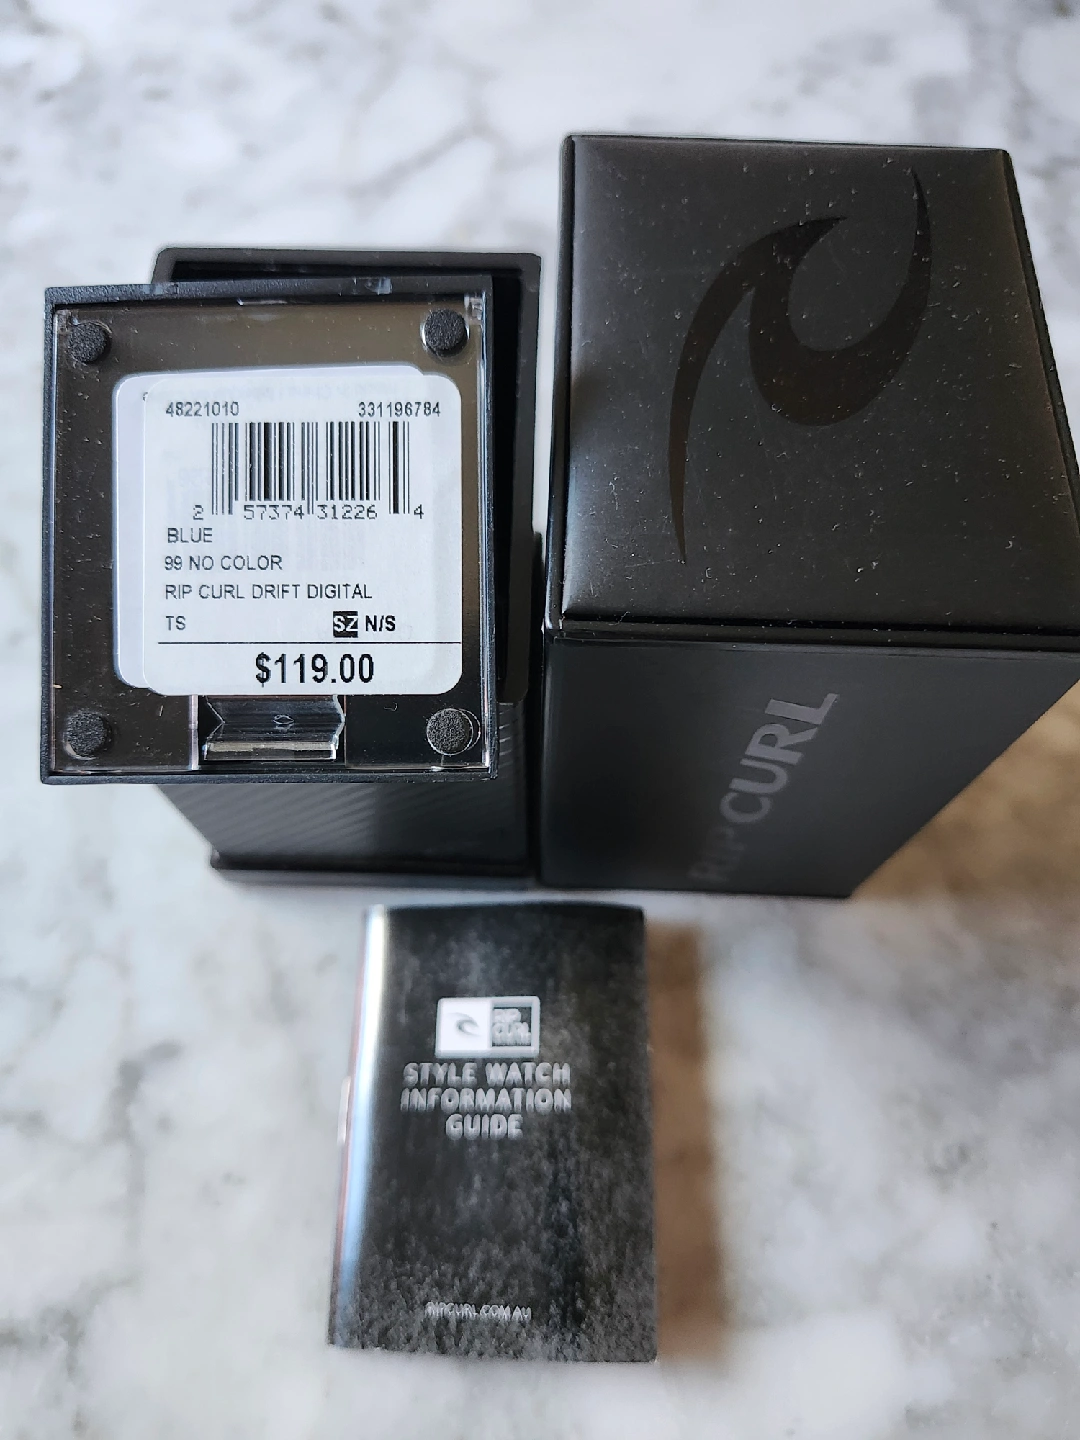 48221010 331196784
2 57374 31226 4
BLUE
99 NO COLOR
RIP CURL DRIFT DIGITAL
TS SZ N/S
$119.00
RIP CURL
RIP
CURL
STYLE WATCH
INFORMATION
GUIDE
RIPCURL.COM.AU